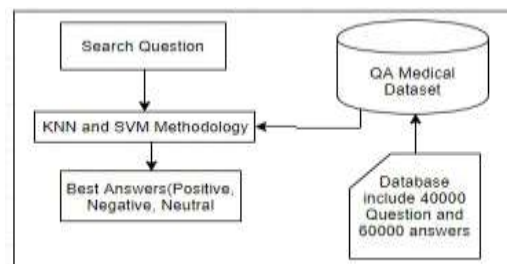 Search Question
QA Medical
Dataset
KNN and SVM Methodology
Best Answers(Positive,
Negative, Neutral
Database
include 40000
Question and
60000 answers